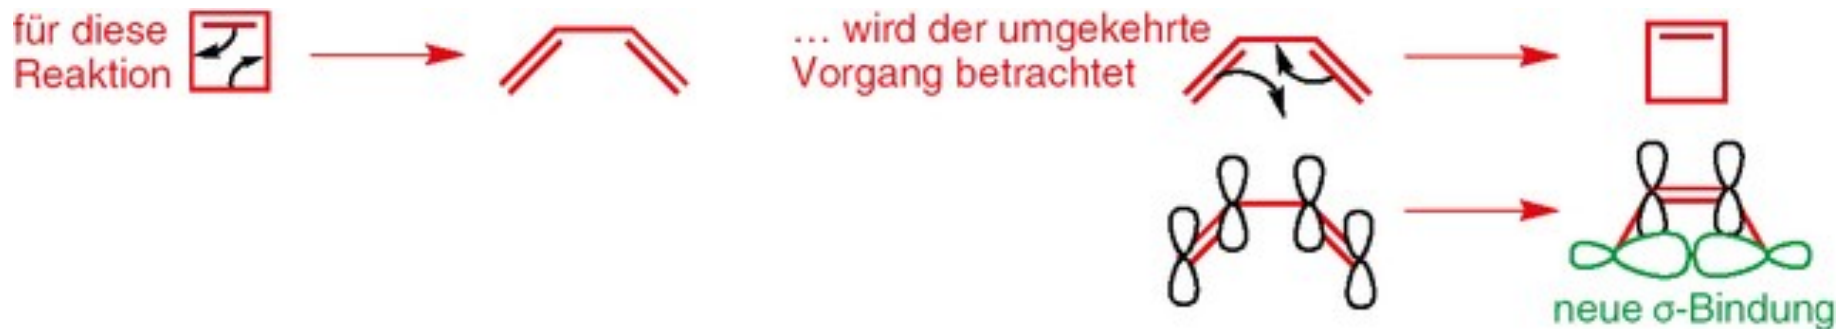 für diese
Reaktion
... wird der umgekehrte
Vorgang betrachtet
neue σ-Bindung